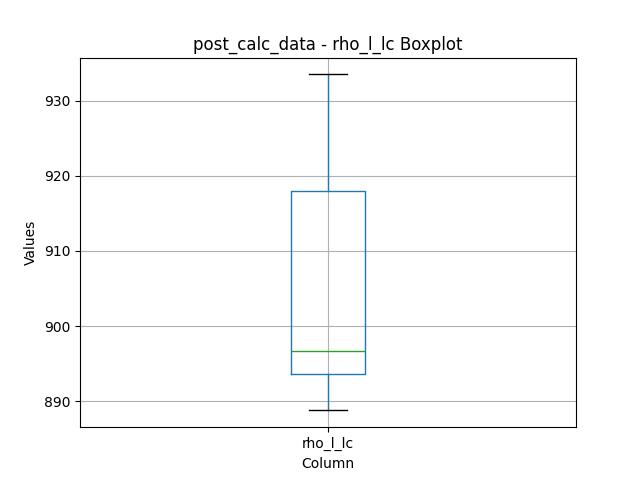 post_calc_data - rho_l_lc Boxplot
930
920
910
900
890
Values
rho_l_lc
Column